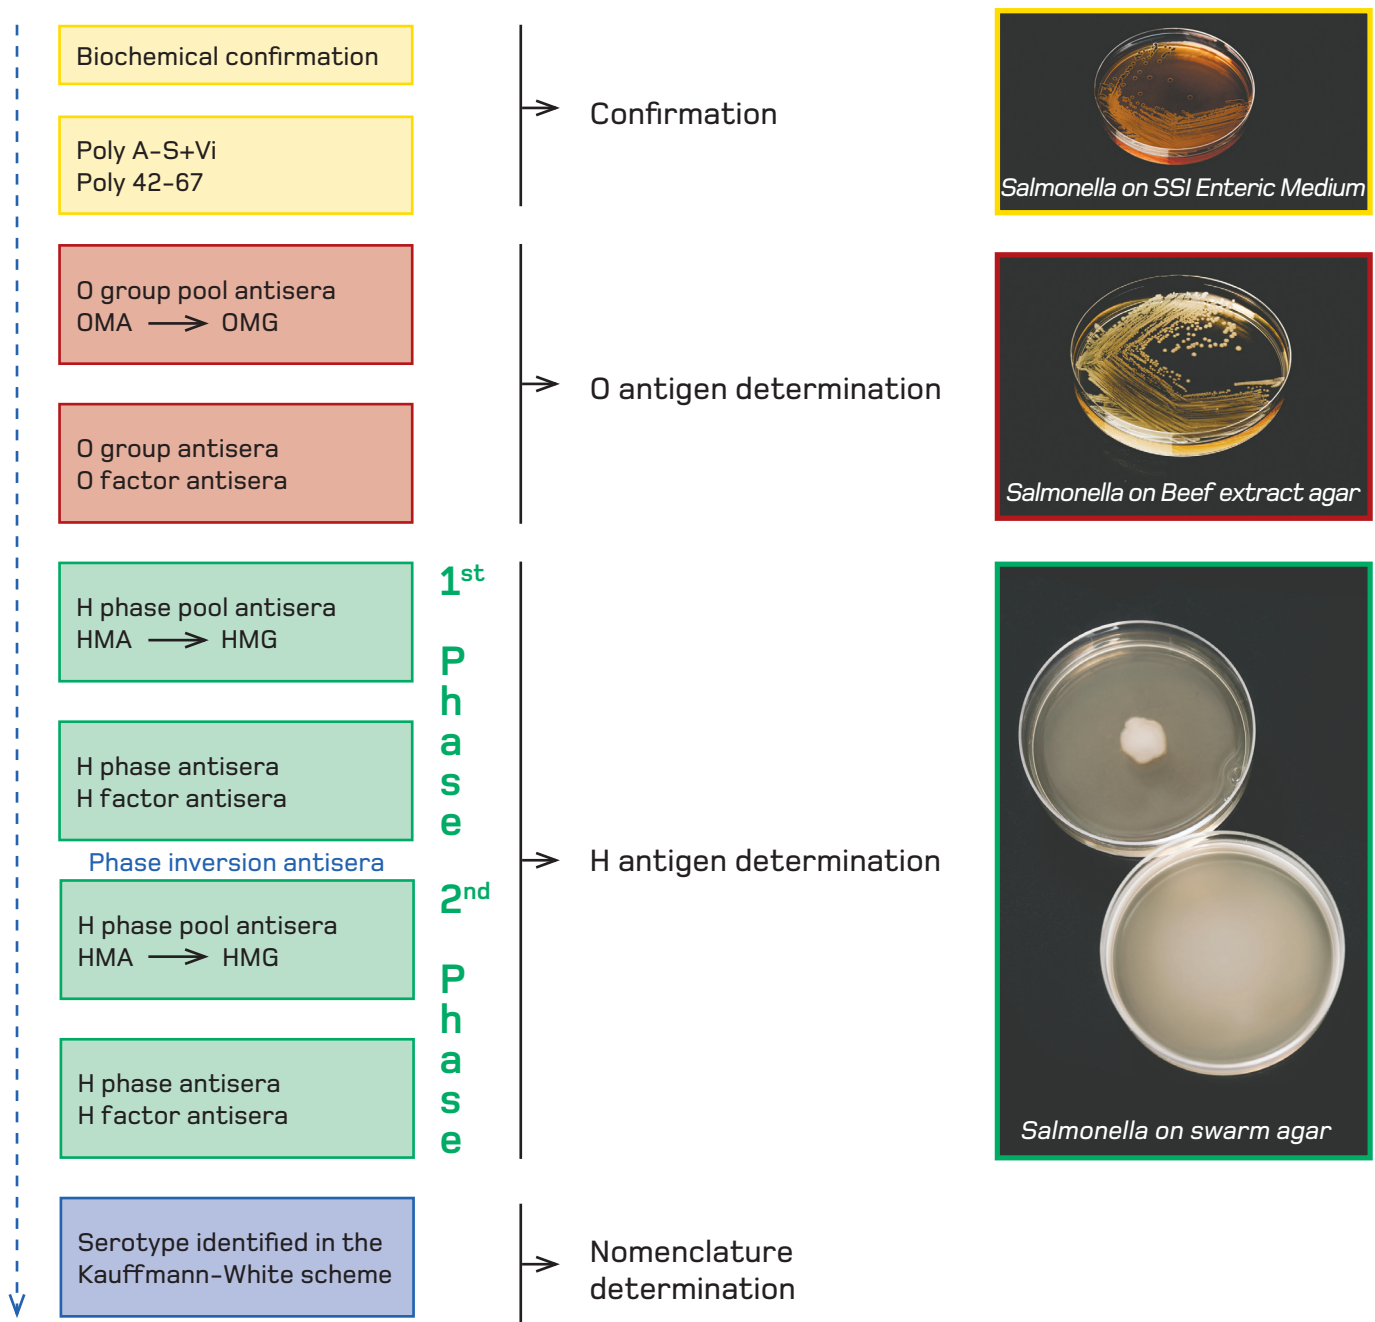 Biochemical confirmation
Poly A-S+Vi
Poly 42-67
Confirmation
Salmonella on SSI Enteric Medium
O group pool antisera
OMA → OMG
O group antisera
O factor antisera
O antigen determination
Salmonella on Beef extract agar
H phase pool antisera
HMA → HMG
H phase antisera
H factor antisera
1st Phase
Phase inversion antisera
H phase pool antisera
HMA → HMG
H phase antisera
H factor antisera
2nd Phase
H antigen determination
Salmonella on swarm agar
Serotype identified in the
Kauffmann-White scheme
Nomenclature
determination